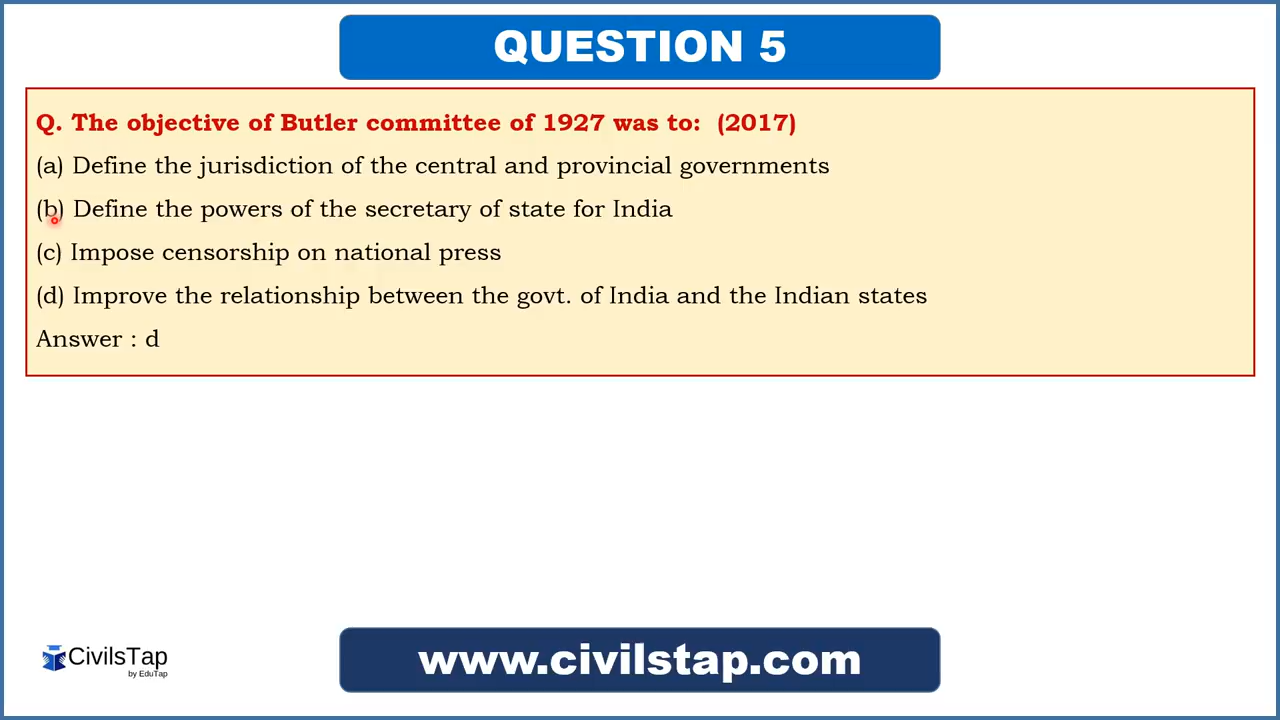 QUESTION 5
Q. The objective of Butler committee of 1927 was to: (2017)
(a) Define the jurisdiction of the central and provincial governments
(b) Define the powers of the secretary of state for India
(c) Impose censorship on national press
(d) Improve the relationship between the govt. of India and the Indian states
Answer : d
CivilsTap
by EduTap
www.civilstap.com